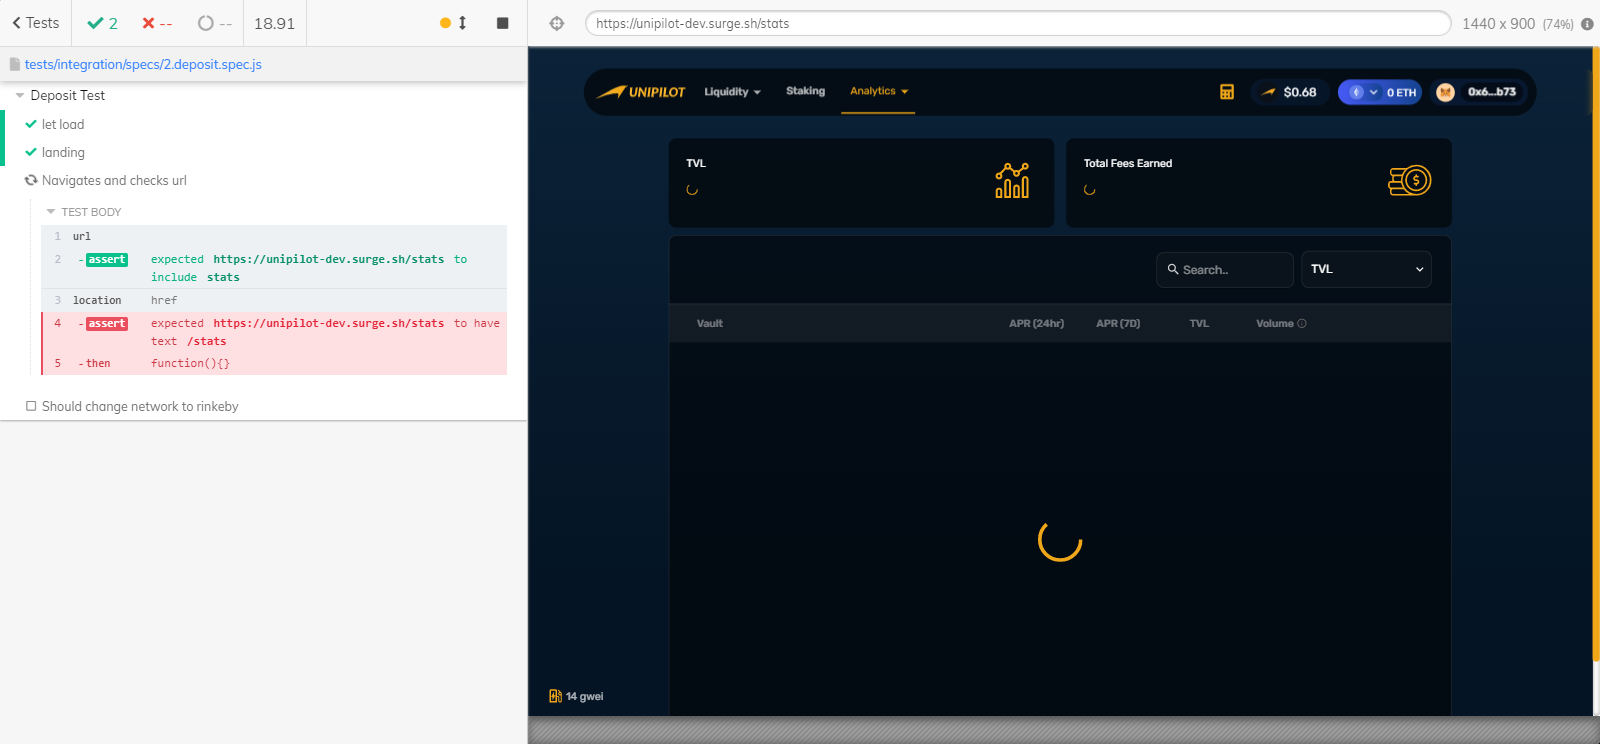 Tests
2
--
--
18.91
https://unipilot-dev.surge.sh/stats
1440 x 900 (74%)
tests/integration/specs/2.deposit.spec.js
Deposit Test
let load
landing
Navigates and checks url
TEST BODY
1 url
2 -assert expected https://unipilot-dev.surge.sh/stats to
include stats
3 location href
4 -assert expected https://unipilot-dev.surge.sh/stats to have
text /stats
5 -then function(){}
Should change network to rinkeby
UNIPILOT
Liquidity
Staking
Analytics
$0.68
0 ETH
0x6...b73
TVL
Total Fees Earned
Search..
TVL
Vault
APR (24hr)
APR (7D)
TVL
Volume
14 gwei